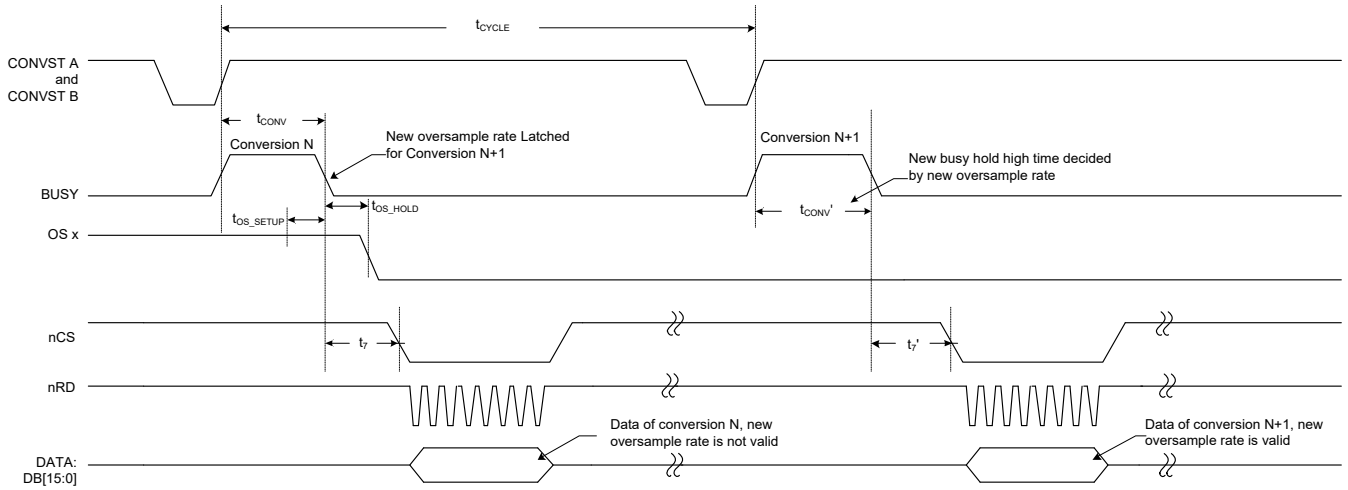 tCYCLE
CONVST A
and
CONVST B
tCONV
Conversion N
New oversample rate Latched
for Conversion N+1
Conversion N+1
New busy hold high time decided
by new oversample rate
BUSY
tOS_SETUP
tOS_HOLD
tCONV'
OS x
nCS
t7
t7'
nRD
Data of conversion N, new
oversample rate is not valid
Data of conversion N+1, new
oversample rate is valid
DATA:
DB[15:0]